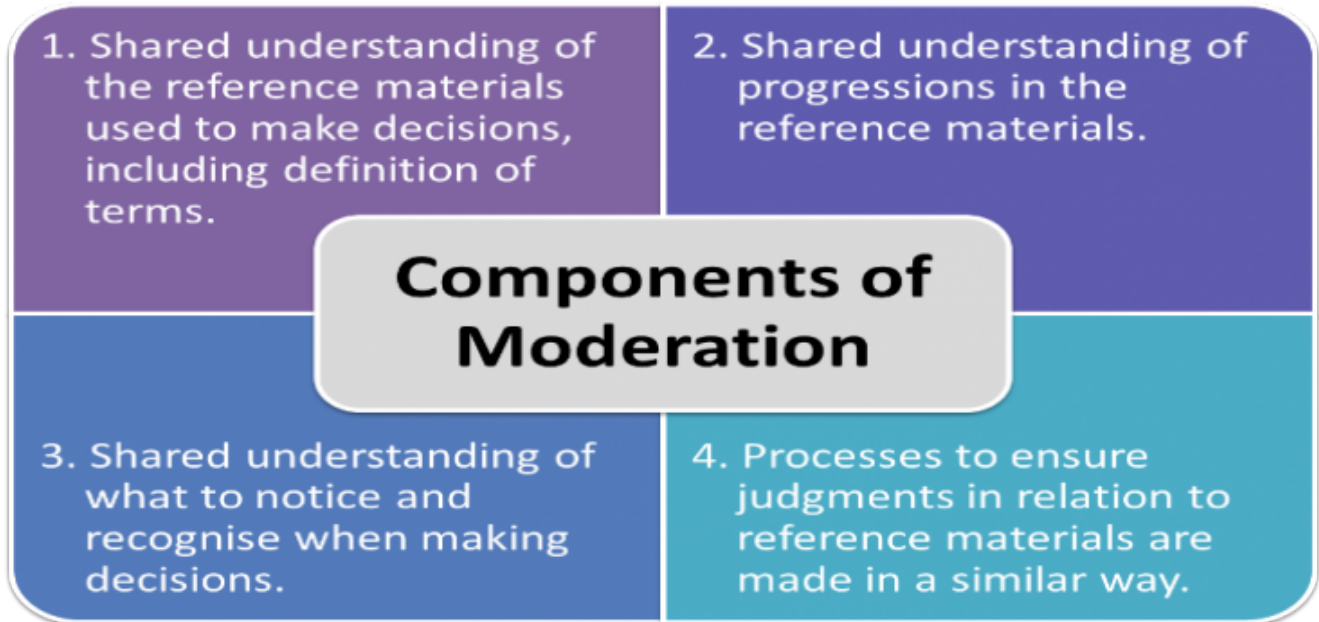 1. Shared understanding of
the reference materials
used to make decisions,
including definition of
terms.
2. Shared understanding of
progressions in the
reference materials.
Components of
Moderation
3. Shared understanding of
what to notice and
recognise when making
decisions.
4. Processes to ensure
judgments in relation to
reference materials are
made in a similar way.